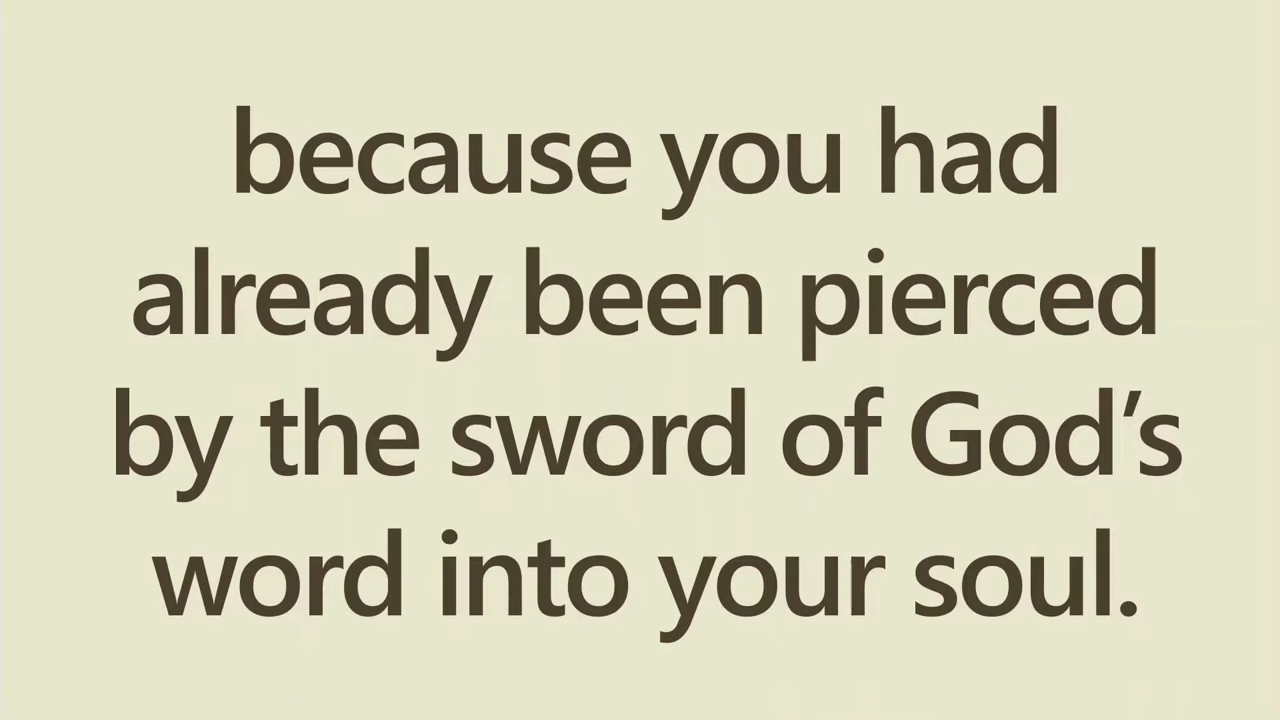 because you had
already been pierced
by the sword of God’s
word into your soul.